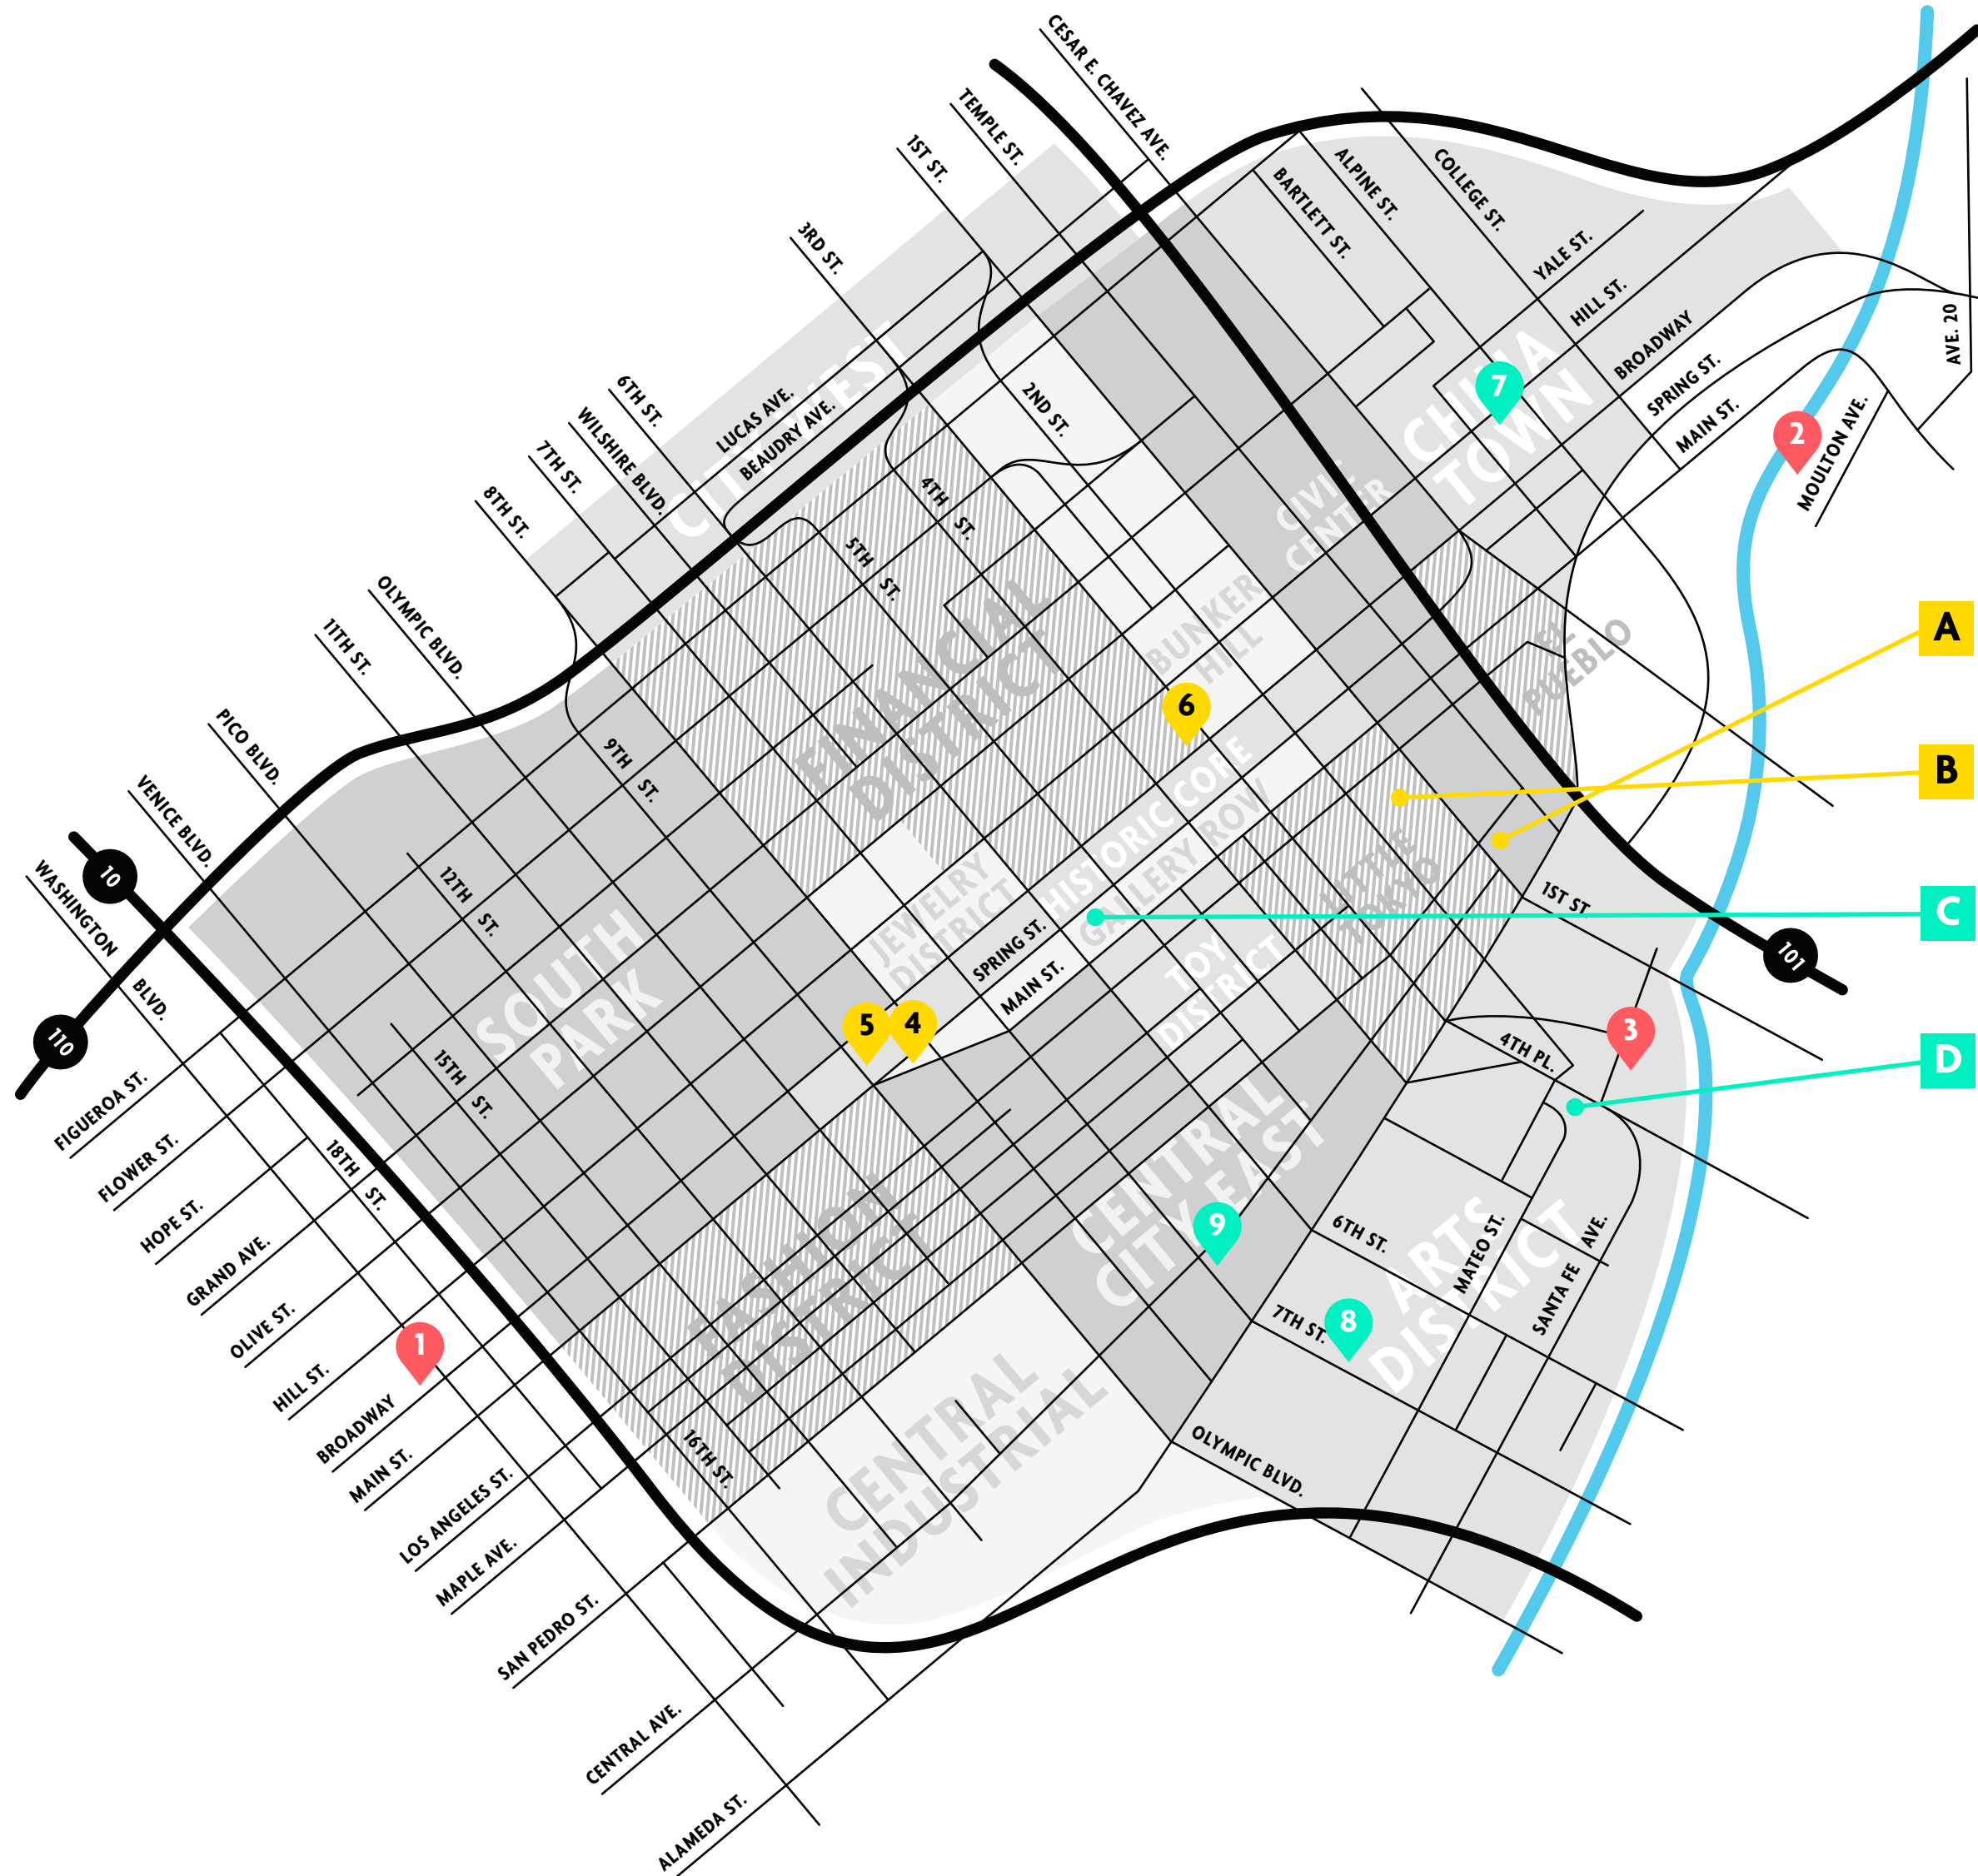 CESAR E. CHAVEZ AVE.
TEMPLE ST.
1ST ST.
3RD ST.
2ND ST.
BARTLETT ST.
ALPINE ST.
COLLEGE ST.
YALE ST.
HILL ST.
BROADWAY
SPRING ST.
MAIN ST.
AVE. 20
MOULTON AVE.
2
7
CHINA
TOWN
6TH ST.
WILSHIRE BLVD.
7TH ST.
8TH ST.
LUCAS AVE.
BEAUDRY AVE.
CITY WEST
4TH ST.
5TH ST.
CIVIC
CENTER
OLYMPIC BLVD.
11TH ST.
PICO BLVD.
VENICE BLVD.
WASHINGTON BLVD.
10
110
9TH ST.
12TH ST.
15TH ST.
FINANCIAL
DISTRICT
BUNKER
HILL
EL
PUEBLO
6
A
B
HISTORIC CORE
GALLERY ROW
LITTLE
TOKYO
JEWELRY
DISTRICT
SPRING ST.
MAIN ST.
TOY
DISTRICT
1ST ST.
C
101
SOUTH
PARK
5
4
3
4TH PL.
D
FIGUEROA ST.
FLOWER ST.
HOPE ST.
GRAND AVE.
OLIVE ST.
HILL ST.
BROADWAY
MAIN ST.
LOS ANGELES ST.
MAPLE AVE.
SAN PEDRO ST.
CENTRAL AVE.
ALAMEDA ST.
18TH ST.
1
16TH ST.
FASHION
DISTRICT
CENTRAL
CITY EAST
9
6TH ST.
7TH ST.
8
ARTS
DISTRICT
MATEO ST.
SANTA FE AVE.
CENTRAL
INDUSTRIAL
OLYMPIC BLVD.